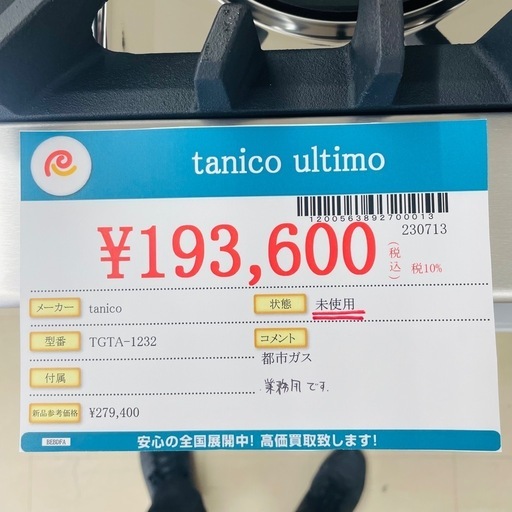 tanico ultimo
1200563892700013
230713
¥193,600(税込) 税10%
メーカー tanico 状態 未使用
型番 TGTA-1232 コメント
都市ガス
付属 業務用です.
新品参考価格 ¥279,400
BEBDFA 安心の全国展開中! 高価買取致します!